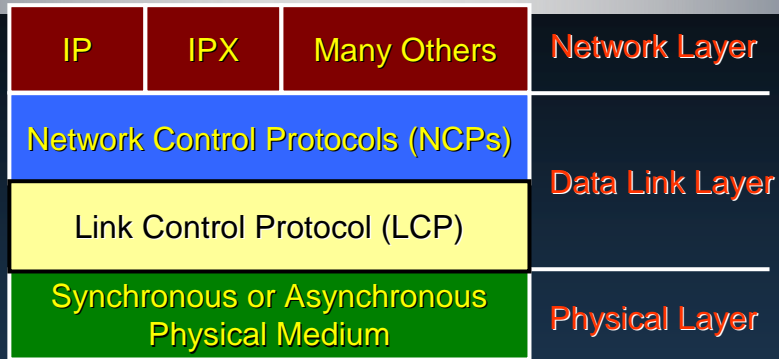 IP IPX Many Others Network Layer
Network Control Protocols (NCPs)
Data Link Layer
Link Control Protocol (LCP)
Synchronous or Asynchronous
Physical Medium
Physical Layer